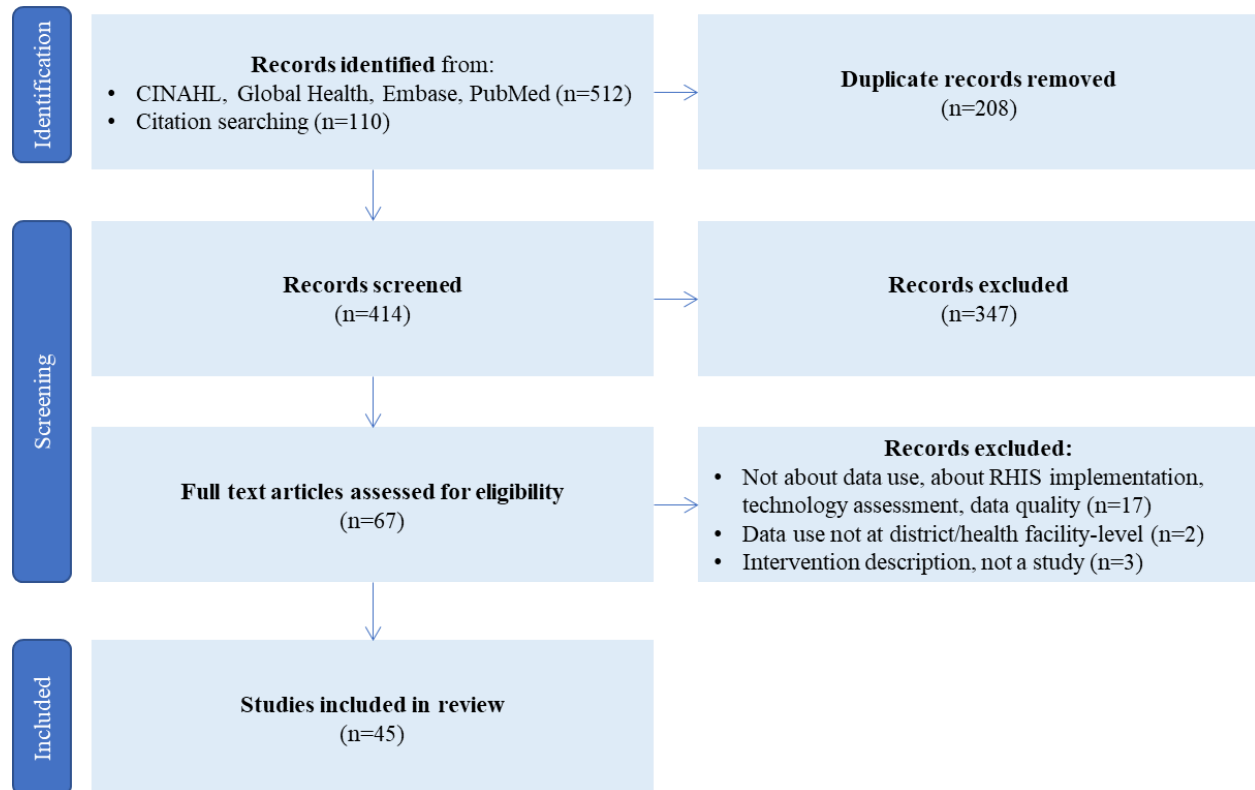 Identification
Records identified from:
• CINAHL, Global Health, Embase, PubMed (n=512)
• Citation searching (n=110)
Duplicate records removed
(n=208)
Screening
Records screened
(n=414)
Records excluded
(n=347)
Full text articles assessed for eligibility
(n=67)
Records excluded:
• Not about data use, about RHIS implementation,
technology assessment, data quality (n=17)
• Data use not at district/health facility-level (n=2)
• Intervention description, not a study (n=3)
Included
Studies included in review
(n=45)